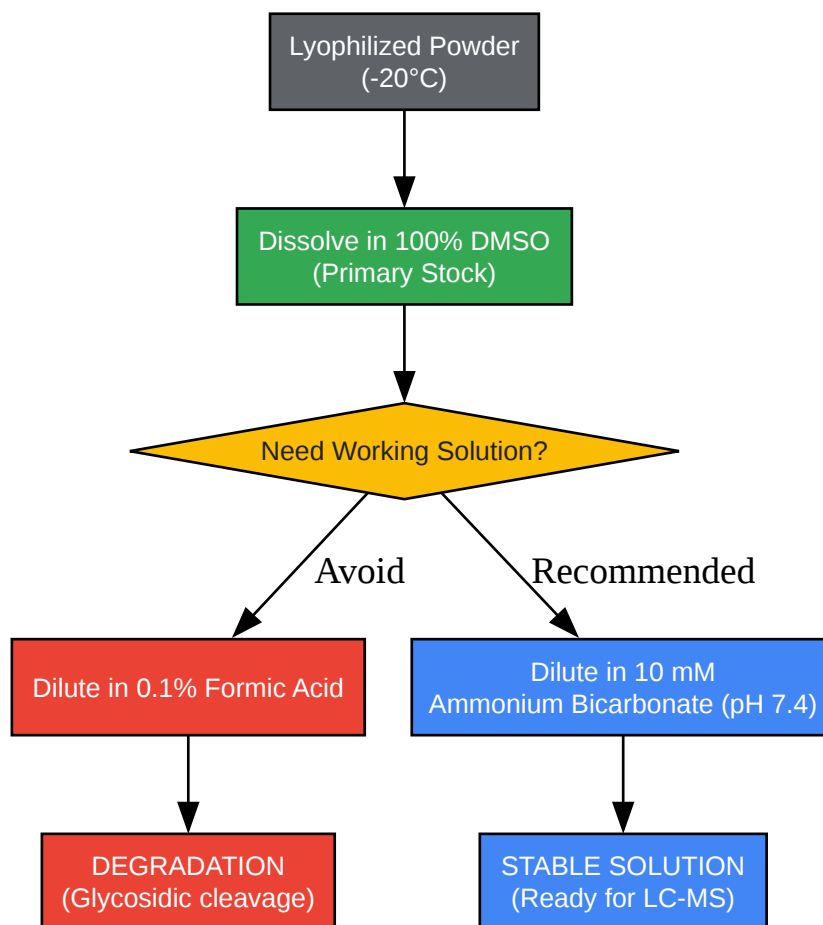 Lyophilized Powder
(-20°C)
Dissolve in 100% DMSO
(Primary Stock)
Need Working Solution?
Avoid
Recommended
Dilute in 0.1% Formic Acid
Dilute in 10 mM
Ammonium Bicarbonate (pH 7.4)
DEGRADATION
(Glycosidic cleavage)
STABLE SOLUTION
(Ready for LC-MS)